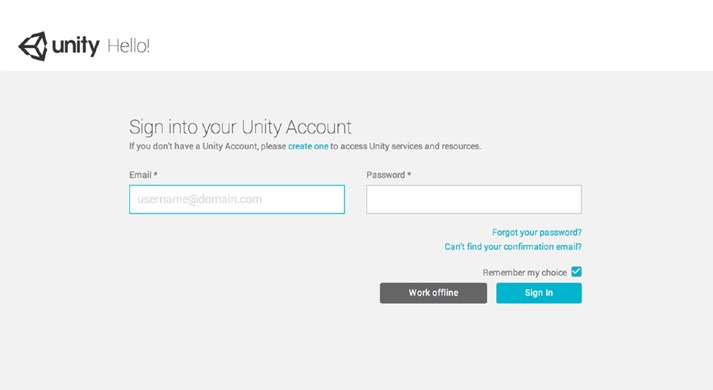 unity Hello!
Sign into your Unity Account
If you don't have a Unity Account, please create one to access Unity services and resources.
Email *
Password *
username@domain.com
Forgot your password?
Can't find your confirmation email?
Remember my choice
Work offline
Sign In